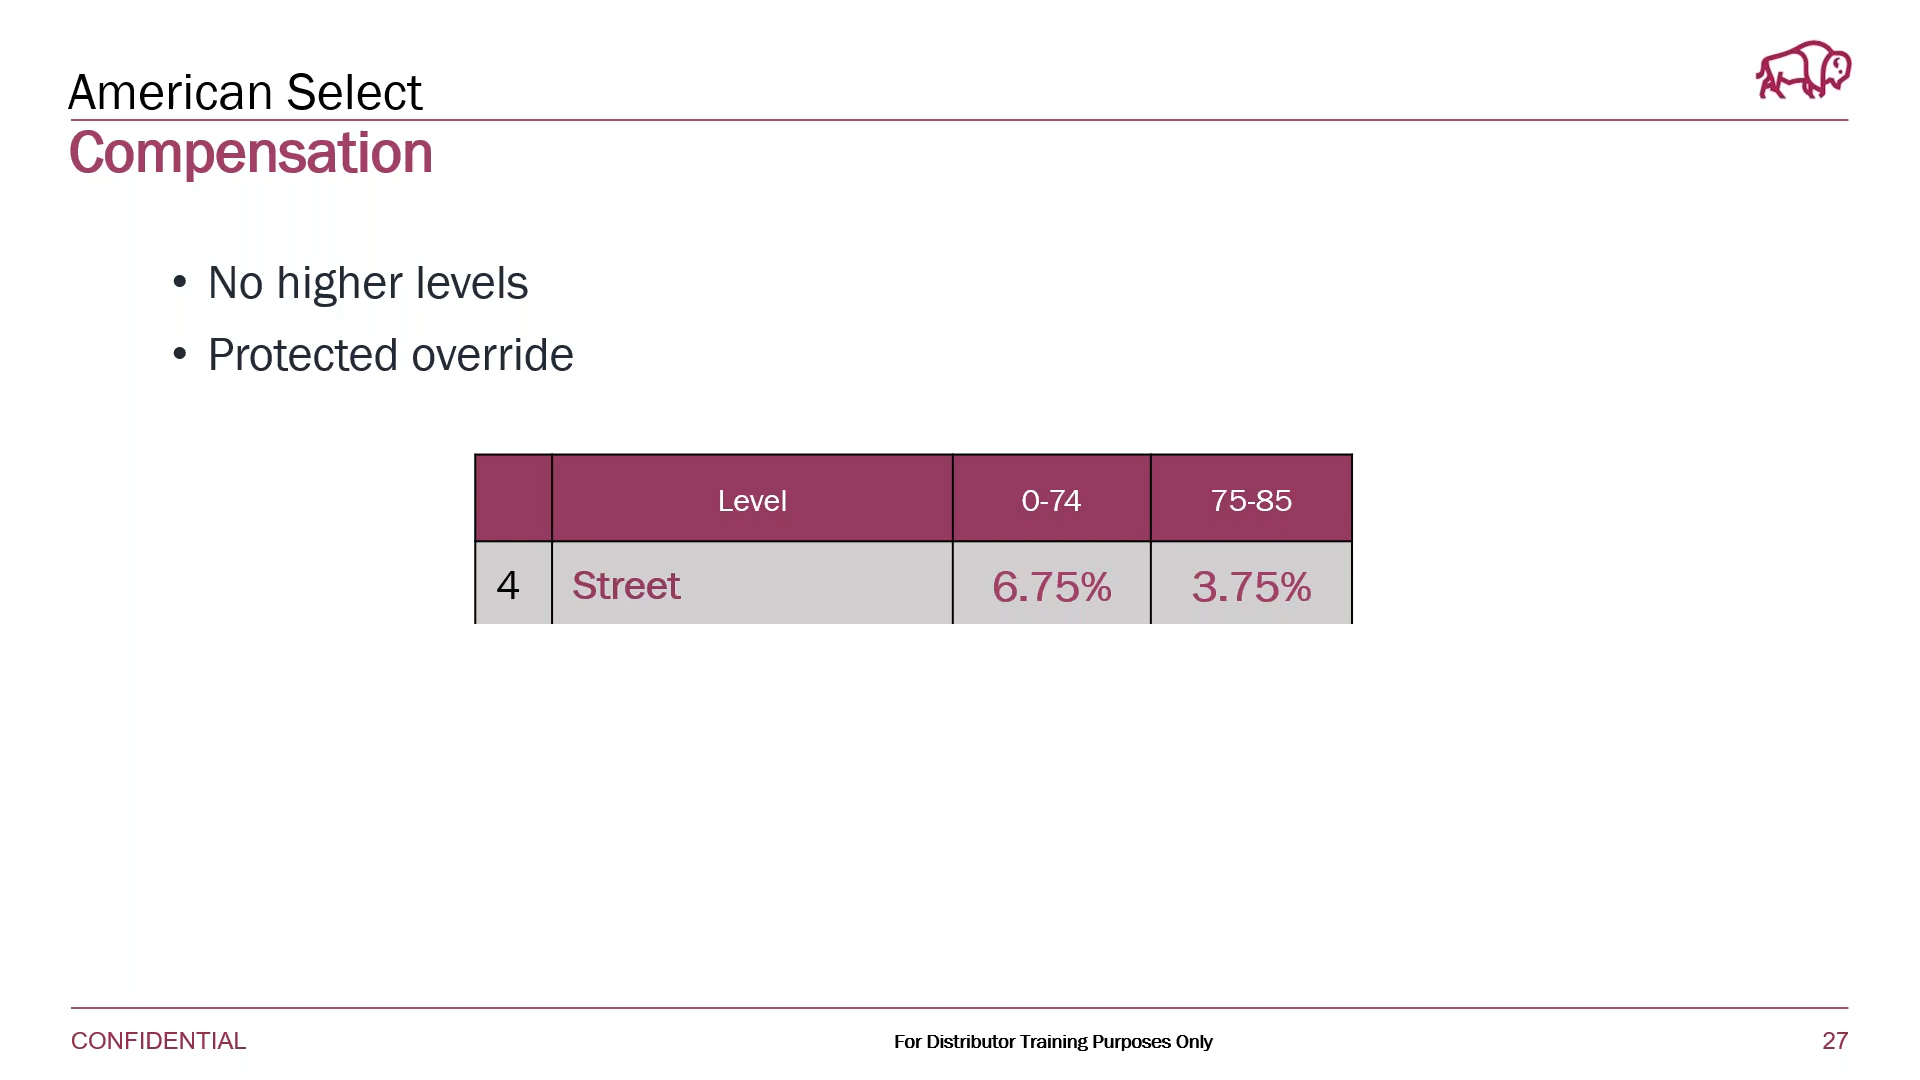 American Select
Compensation
• No higher levels
• Protected override
Level 0-74 75-85
4 Street 6.75% 3.75%
CONFIDENTIAL For Distributor Training Purposes Only 27